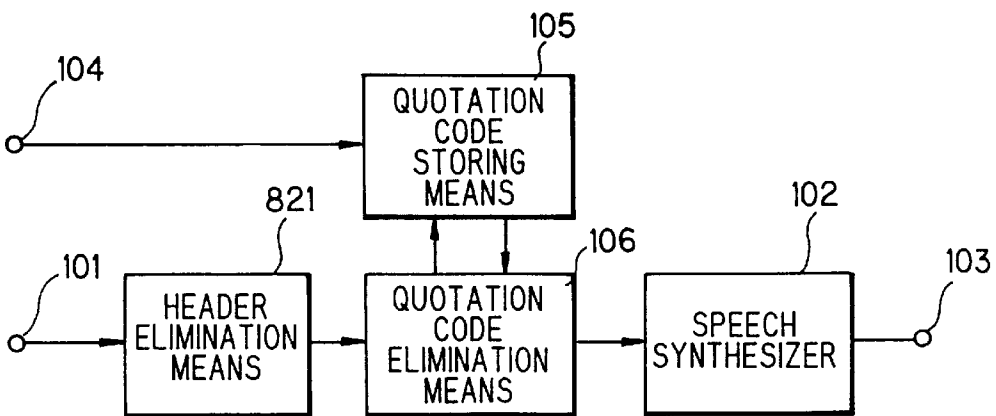 105
104
QUOTATION
CODE
STORING
MEANS
821
102
106
101
103
HEADER
ELIMINATION
MEANS
QUOTATION
CODE
ELIMINATION
MEANS
SPEECH
SYNTHESIZER